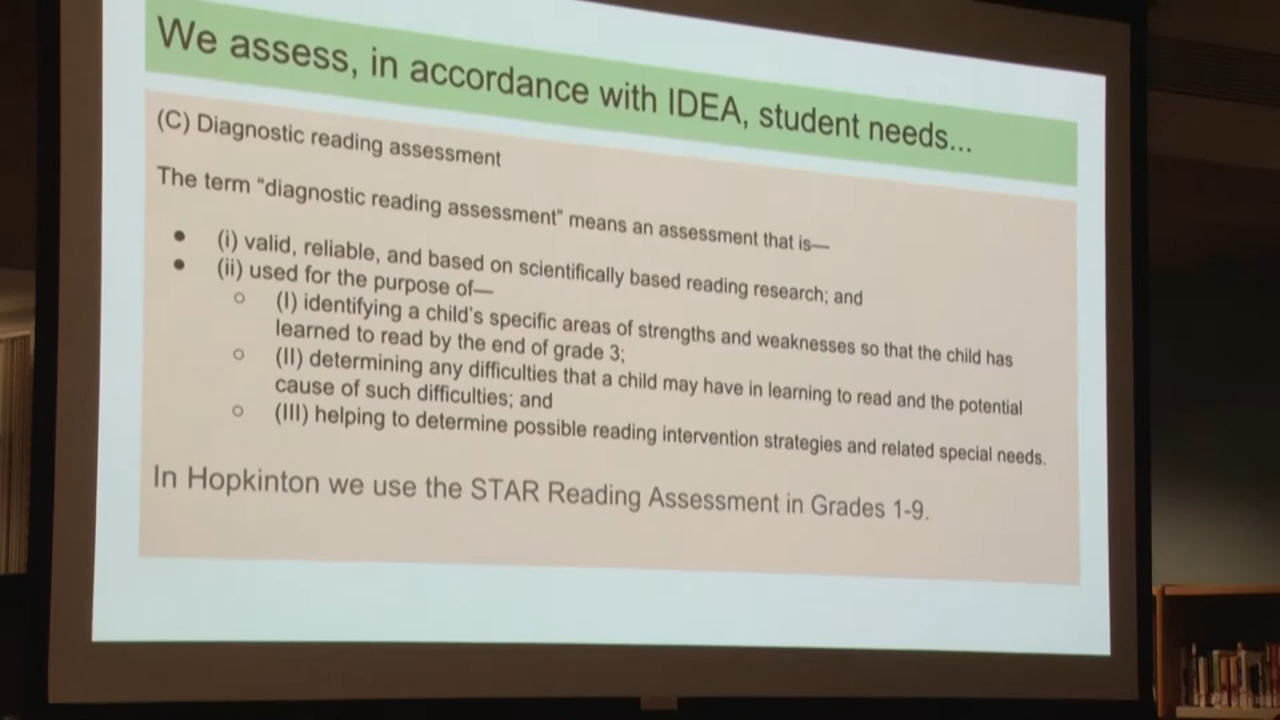 We assess, in accordance with IDEA, student needs...
(C) Diagnostic reading assessment
The term “diagnostic reading assessment” means an assessment that is—
● (i) valid, reliable, and based on scientifically based reading research; and
● (ii) used for the purpose of—
○ (I) identifying a child's specific areas of strengths and weaknesses so that the child has
learned to read by the end of grade 3;
○ (II) determining any difficulties that a child may have in learning to read and the potential
cause of such difficulties; and
○ (III) helping to determine possible reading intervention strategies and related special needs.
In Hopkinton we use the STAR Reading Assessment in Grades 1-9.